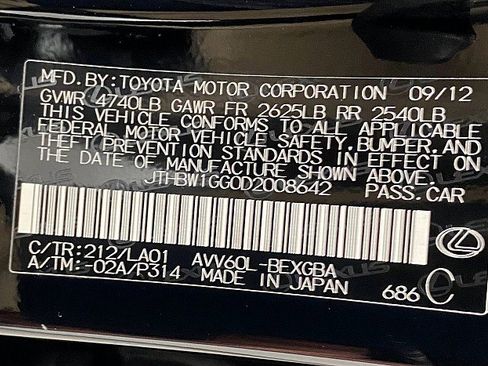 MFD.BY:TOYOTA MOTOR CORPORATION 09/12
GVWR 4740LB GAWR FR 2625LB RR 2540LB
THIS VEHICLE CONFORMS TO ALL APPLICABLE
FEDERAL MOTOR VEHICLE SAFETY,BUMPER,AND
THEFT PREVENTION STANDARDS IN EFFECT ON
THE DATE OF MANUFACTURE SHOWN ABOVE.
JTHBW1GG0D2008642 PASS.CAR
C/TR:212/LA01 AVV60L-BEXGBA
A/TM:-02A/P314 MADE IN JAPAN 686 C